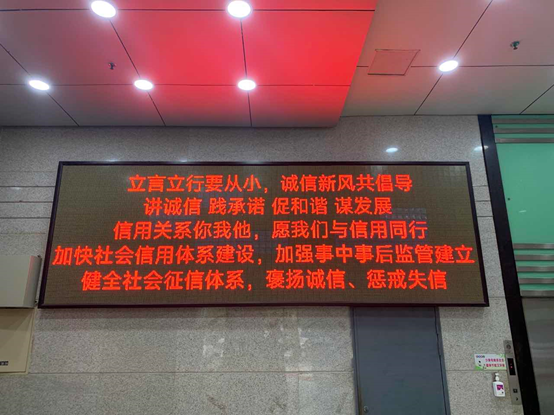 立言立行要从小，诚信新风共倡导
讲诚信 践承诺 促和谐 谋发展
信用关系你我他，愿我们与信用同行
加快社会信用体系建设，加强事中事后监管建立
健全社会征信体系，褒扬诚信、惩戒失信